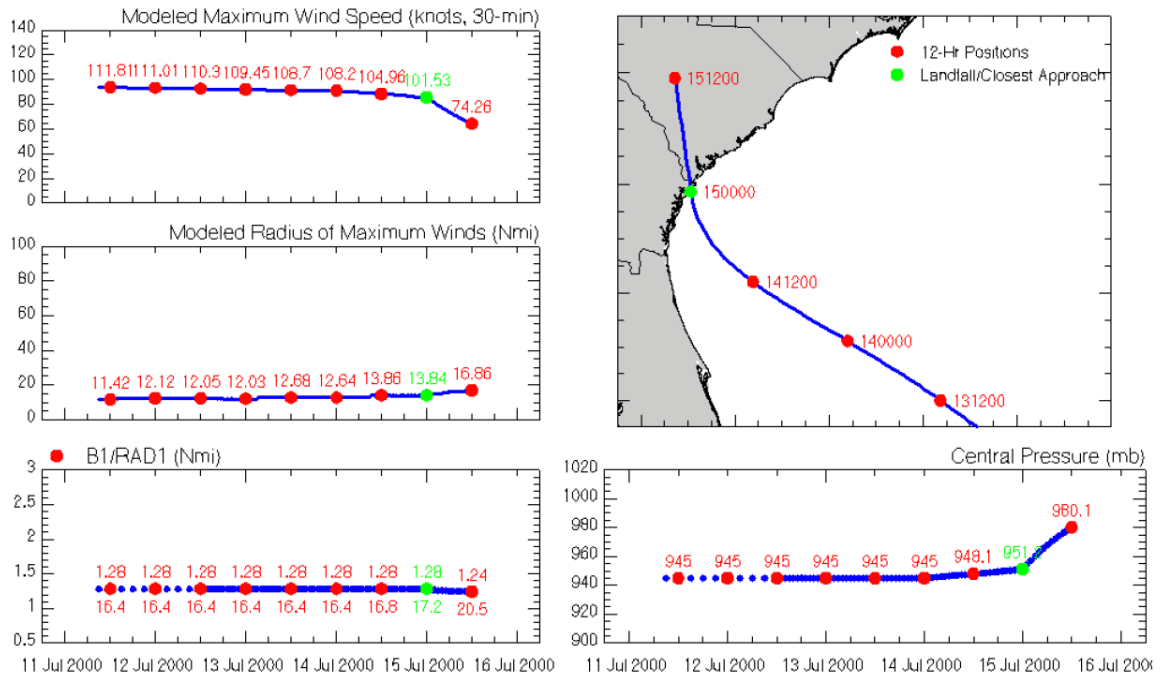 Modeled Maximum Wind Speed (knots, 30-min)
140
120
100
80
60
40
20
0
111.81 111.01 110.3 109.45 108.7 108.2 104.96 101.53 74.26
Modeled Radius of Maximum Winds (Nmi)
100
80
60
40
20
0
11.42 12.12 12.05 12.03 12.68 12.64 13.86 13.84 16.86
B1/RAD1 (Nmi)
3
2.5
2
1.5
1
0.5
1.28 1.28 1.28 1.28 1.28 1.28 1.28 1.28 1.24
16.4 16.4 16.4 16.4 16.4 16.4 16.8 17.2 20.5
11 Jul 2000 12 Jul 2000 13 Jul 2000 14 Jul 2000 15 Jul 2000 16 Jul 2000
12-Hr Positions
Landfall/Closest Approach
151200
150000
141200
140000
131200
Central Pressure (mb)
1020
1000
980
960
940
920
900
945 945 945 945 945 945 948.1 951. 980.1
11 Jul 2000 12 Jul 2000 13 Jul 2000 14 Jul 2000 15 Jul 2000 16 Jul 200